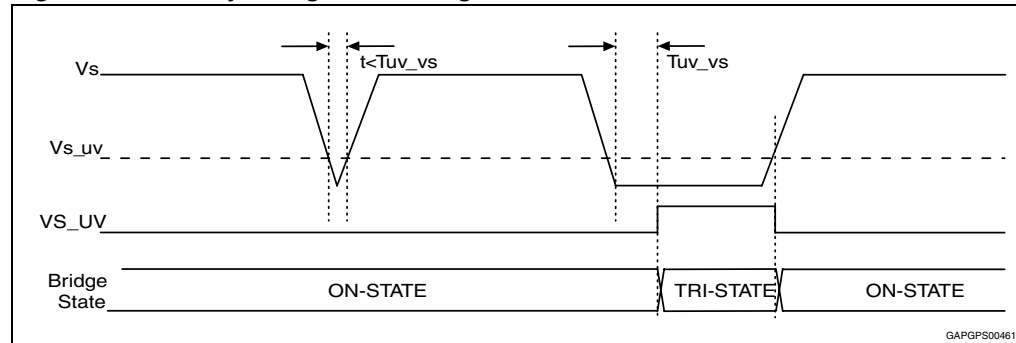 t<Tuv_vs
Tuv_vs
Vs
Vs_uv
VS_UV
Bridge
State
ON-STATE
TRI-STATE
ON-STATE
GAPGPS00461